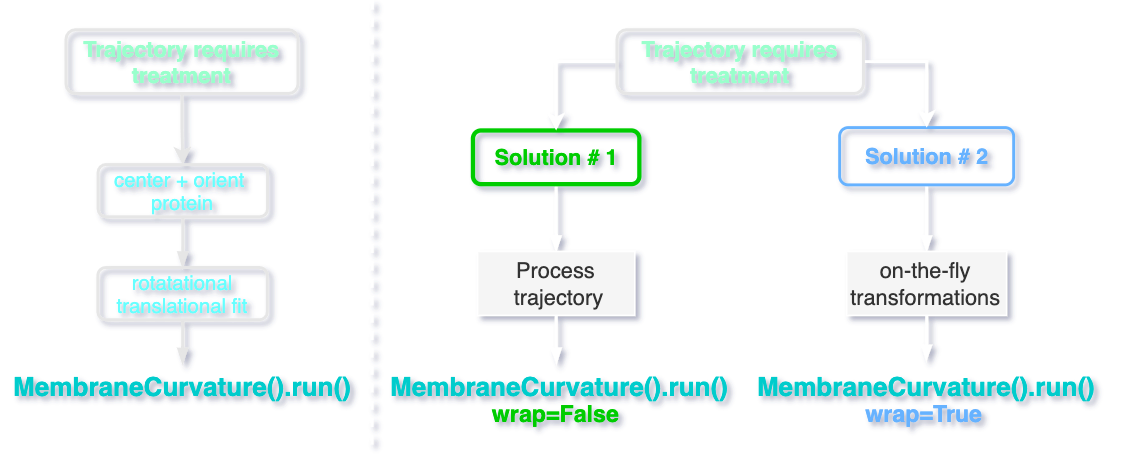 Trajectory requires
treatment
center + orient
protein
rotatational
translational fit
MembraneCurvature().run()
Trajectory requires
treatment
Solution # 1
Process
trajectory
MembraneCurvature().run()
wrap=False
Solution # 2
on-the-fly
transformations
MembraneCurvature().run()
wrap=True